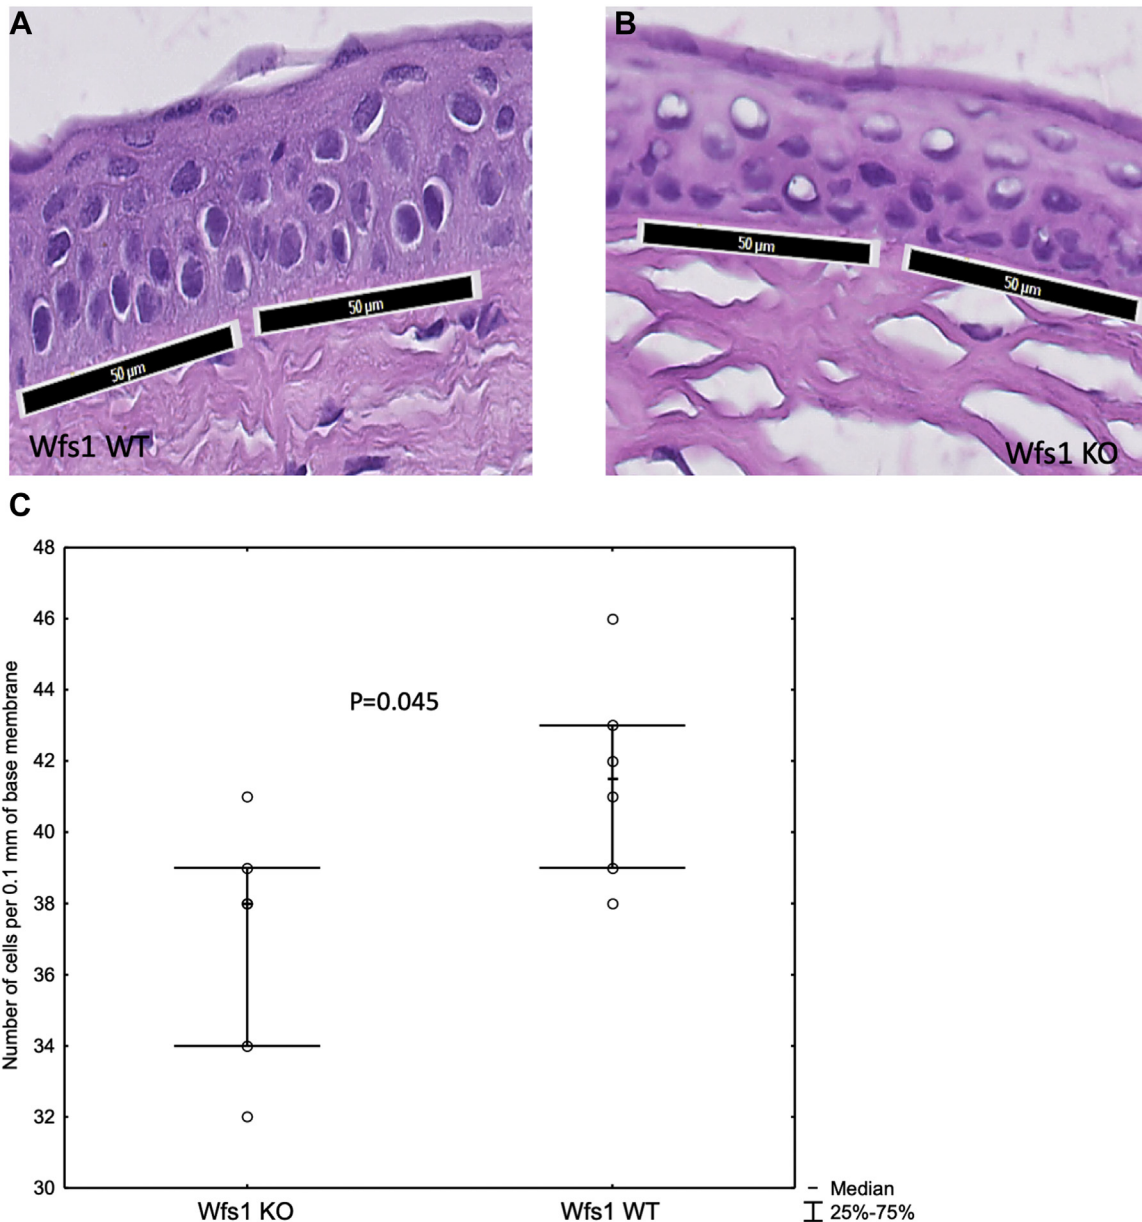 A
B
50 µm
50 µm
50 µm
50 µm
Wfs1 WT
Wfs1 KO
C
48
46
44
42
40
38
36
34
32
30
Number of cells per 0.1 mm of base membrane
P=0.045
Wfs1 KO
Wfs1 WT
Median
25%-75%